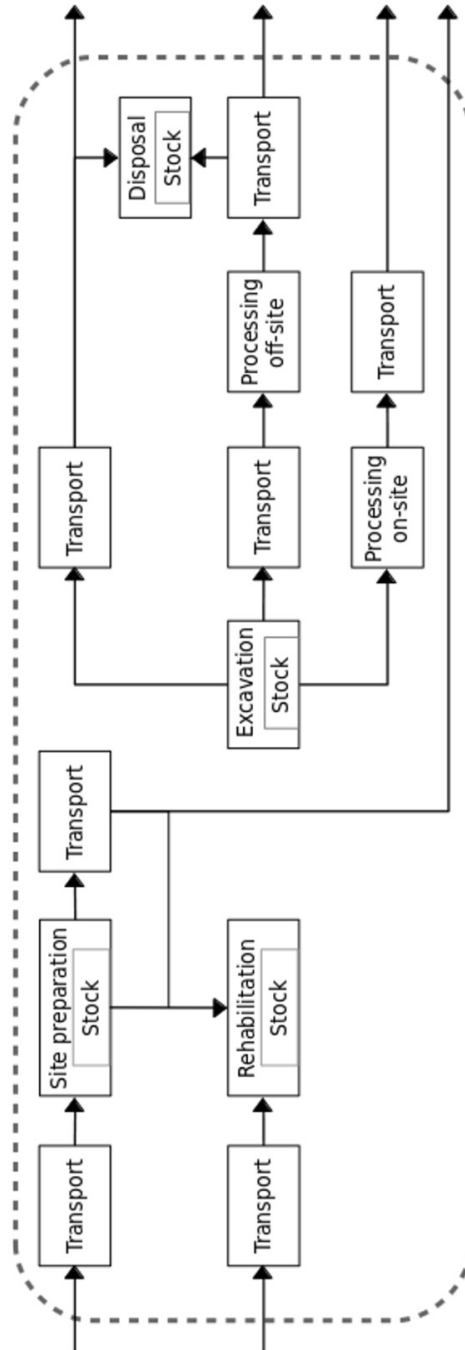 Transport
Site preparation
Stock
Transport
Transport
Disposal
Stock
Transport
Rehabilitation
Stock
Excavation
Stock
Transport
Processing
off-site
Transport
Processing
on-site
Transport